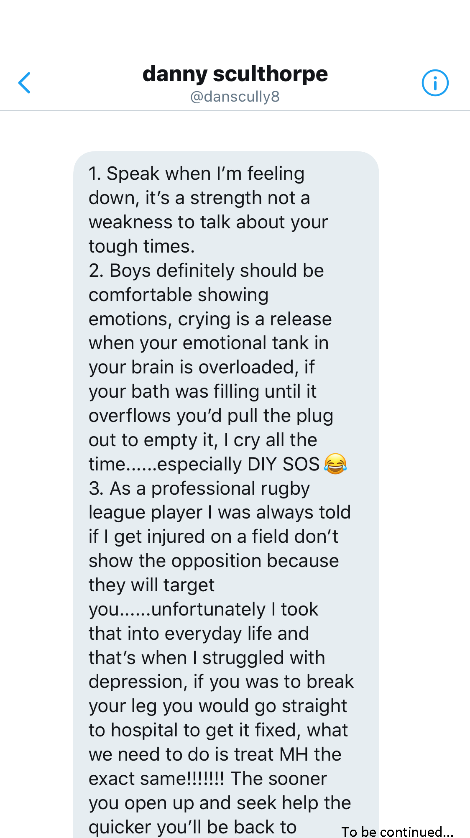 danny sculthorpe
@danscully8
1. Speak when I'm feeling
down, it's a strength not a
weakness to talk about your
tough times.
2. Boys definitely should be
comfortable showing
emotions, crying is a release
when your emotional tank in
your brain is overloaded, if
your bath was filling until it
overflows you'd pull the plug
out to empty it, I cry all the
time......especially DIY SOS 😂
3. As a professional rugby
league player I was always told
if I get injured on a field don't
show the opposition because
they will target
you......unfortunately I took
that into everyday life and
that's when I struggled with
depression, if you was to break
your leg you would go straight
to hospital to get it fixed, what
we need to do is treat MH the
exact same!!!!!!! The sooner
you open up and seek help the
quicker you'll be back to
To be continued...